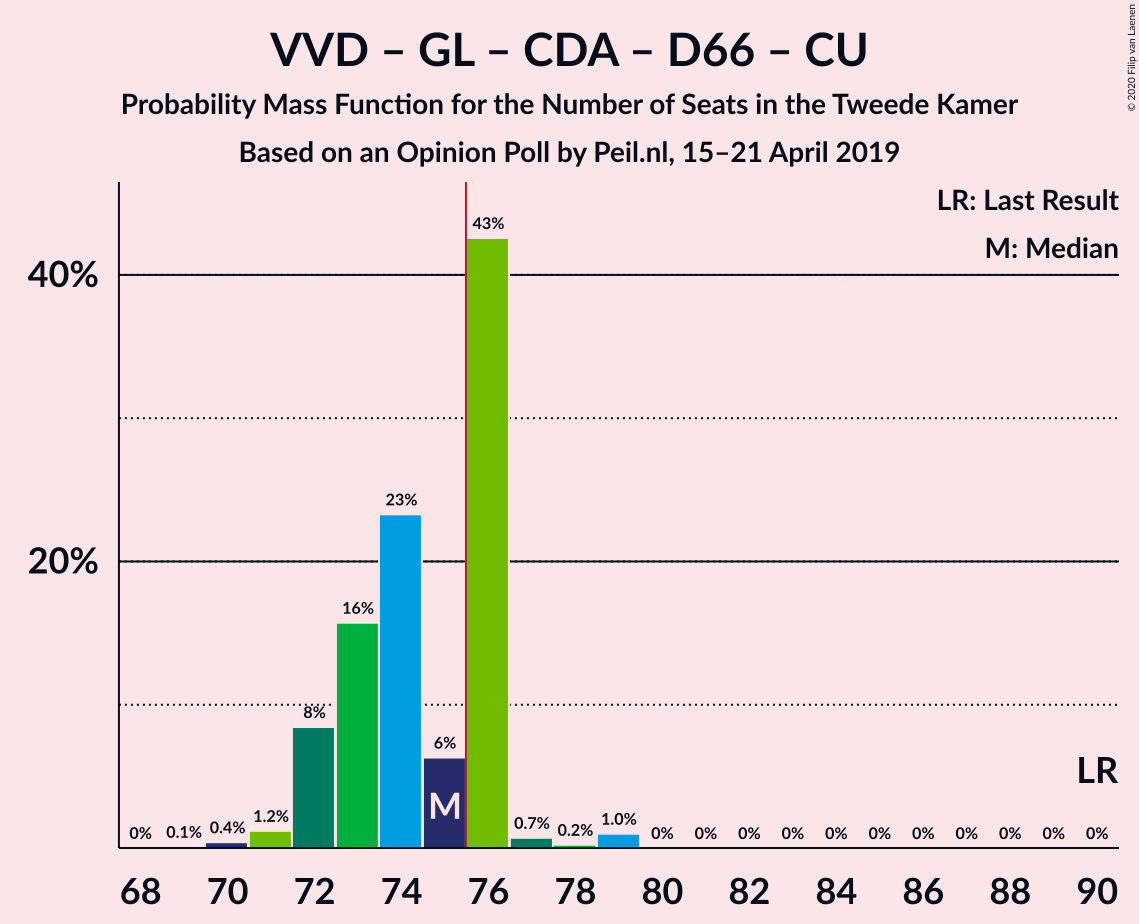 VVD – GL – CDA – D66 – CU
Probability Mass Function for the Number of Seats in the Tweede Kamer
Based on an Opinion Poll by Peil.nl, 15–21 April 2019
© 2020 Filip van Laenen
LR: Last Result
M: Median
40%
20%
0% 0.1% 0.4% 1.2% 8% 16% 23% 6% 43% 0.7% 0.2% 1.0% 0% 0% 0% 0% 0% 0% 0% 0% 0% 0% 0%
M
LR
68 70 72 74 76 78 80 82 84 86 88 90